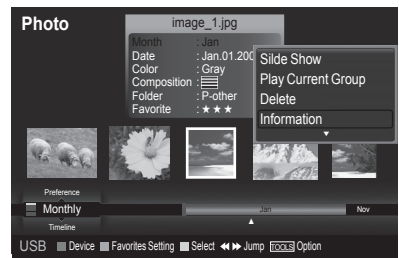 Photo
image_1.jpg
Month : Jan
Date : Jan.01.200
Color : Gray
Composition :
Folder : P-other
Favorite : ★ ★ ★
Silde Show
Play Current Group
Delete
Information
Preference
Monthly
Jan
Nov
Timeline
USB Device Favorites Setting Select Jump TOOLS Option